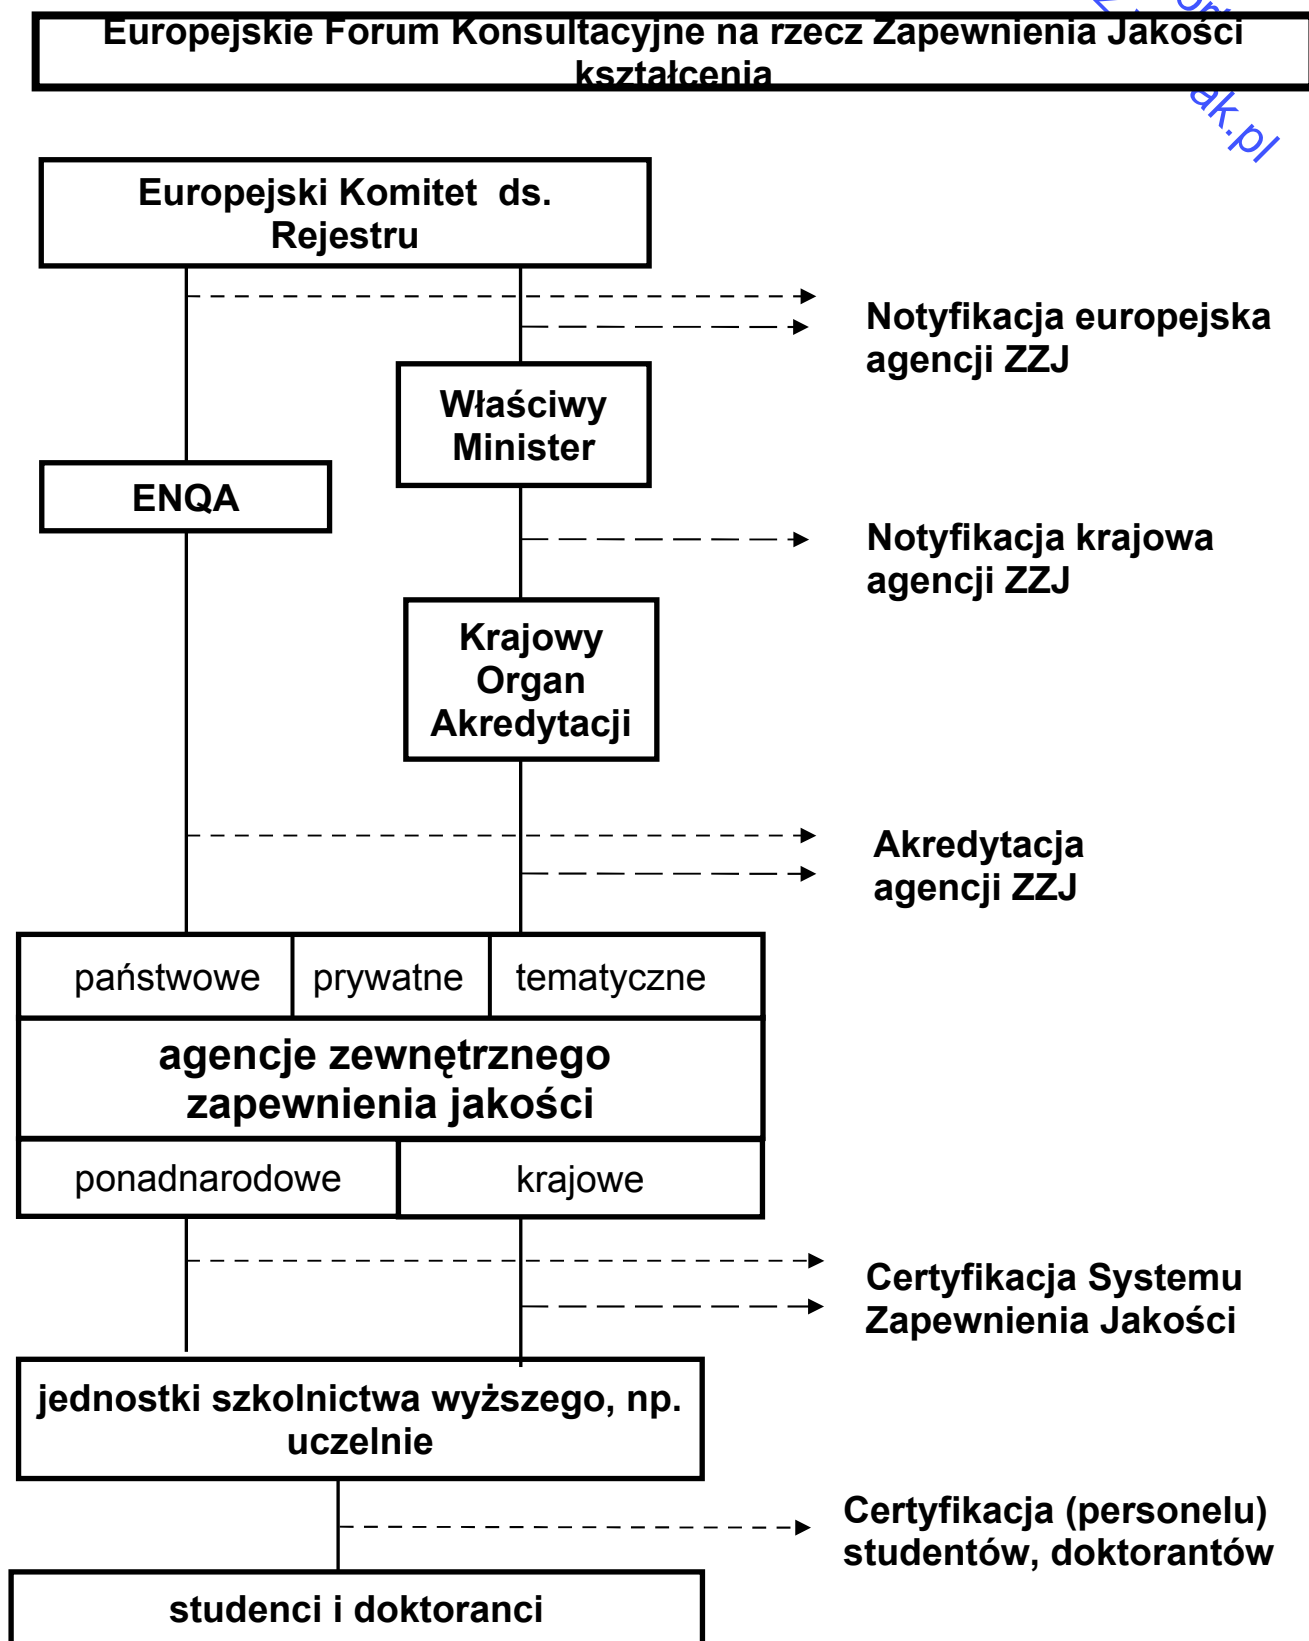 Europejskie Forum Konsultacyjne na rzecz Zapewnienia Jakości
kształcenia
ak.pl
Europejski Komitet ds.
Rejestru
Notyfikacja europejska
agencji ZZJ
Właściwy
Minister
ENQA
Notyfikacja krajowa
agencji ZZJ
Krajowy
Organ
Akredytacji
Akredytacja
agencji ZZJ
państwowe
prywatne
tematyczne
agencje zewnętrznego
zapewnienia jakości
ponadnarodowe
krajowe
Certyfikacja Systemu
Zapewnienia Jakości
jednostki szkolnictwa wyższego, np.
uczelnie
Certyfikacja (personelu)
studentów, doktorantów
studenci i doktoranci